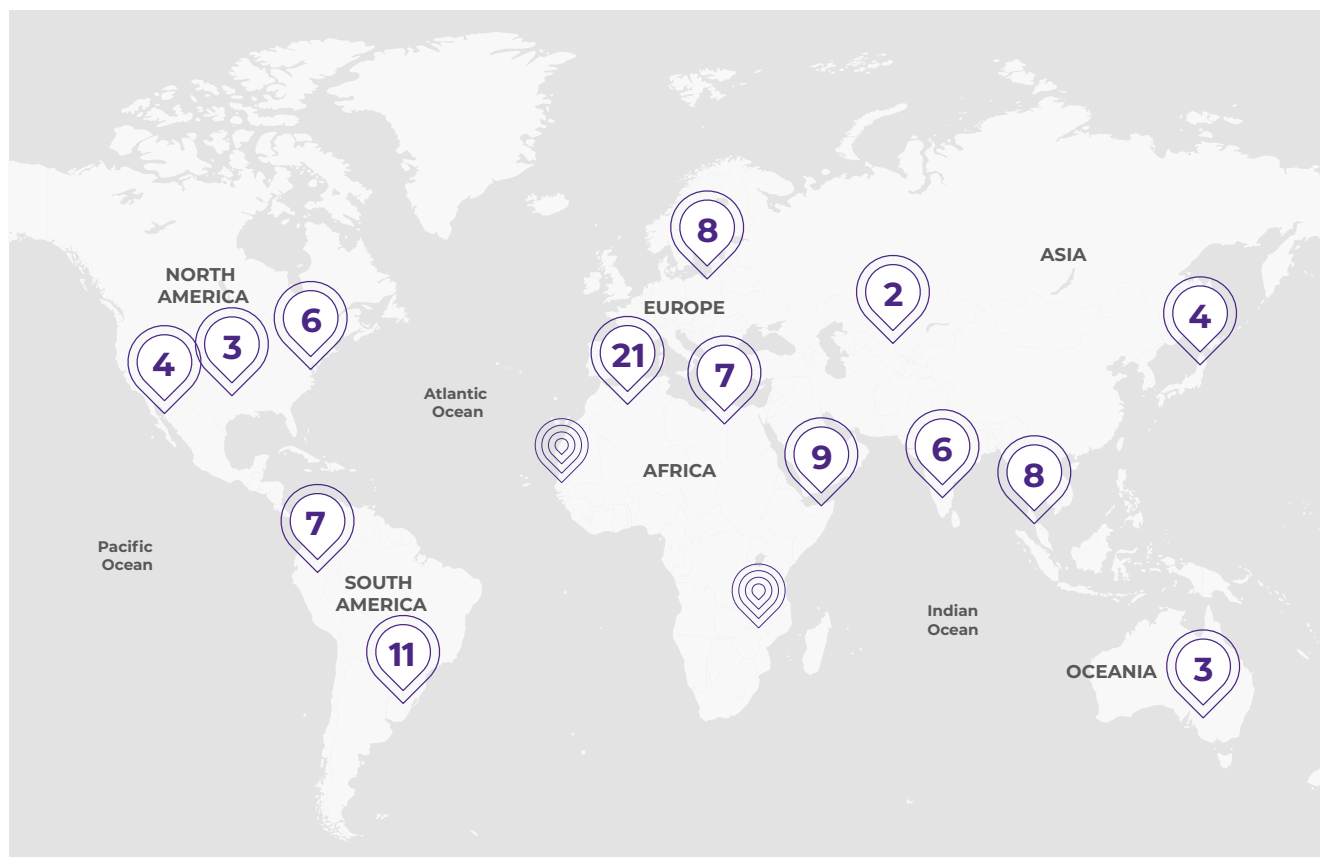 8
ASIA
NORTH
AMERICA
2
6
4
EUROPE
3
21
4
7
Atlantic
Ocean
9
6
AFRICA
8
7
Pacific
Ocean
SOUTH
AMERICA
Indian
Ocean
11
OCEANIA
3